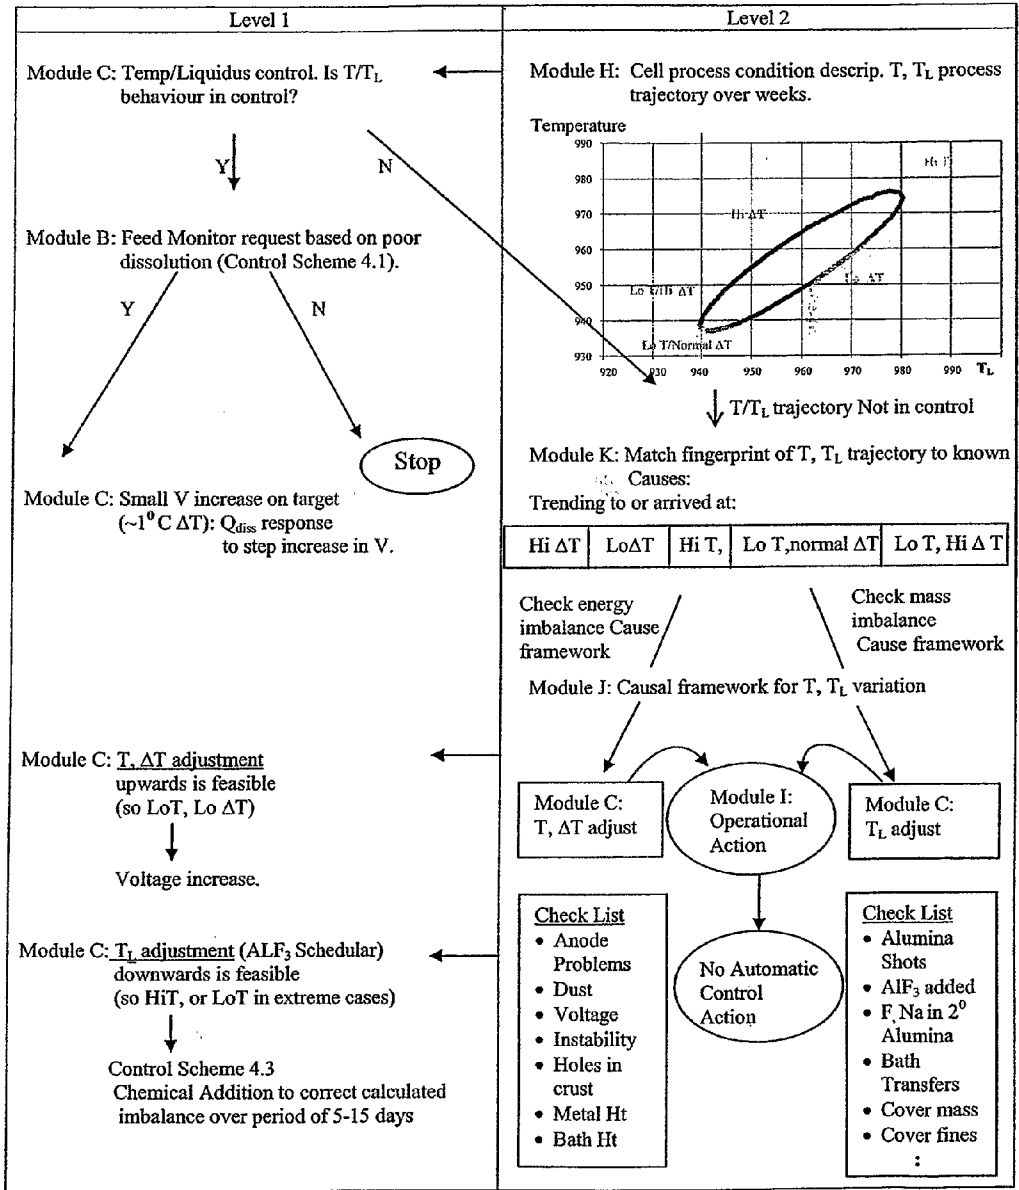 Level 1
Module C: Temp/Liquidus control. Is T/T_L
behaviour in control?
Y
N
Module B: Feed Monitor request based on poor
dissolution (Control Scheme 4.1).
Y
N
Stop
Module C: Small V increase on target
(~1⁰ C ΔT): Q_diss response
to step increase in V.
Module C: T, ΔT adjustment
upwards is feasible
(so LoT, Lo ΔT)
Voltage increase.
Module C: T_L adjustment (ALF₃ Schedular)
downwards is feasible
(so HiT, or LoT in extreme cases)
Control Scheme 4.3
Chemical Addition to correct calculated
imbalance over period of 5-15 days
Level 2
Module H: Cell process condition descrip. T, T_L process
trajectory over weeks.
Temperature
990
980
970
960
950
940
930
Hi T
Hi ΔT
Lo T/Hi ΔT
Lo ΔT
Lo T/Normal ΔT
920 930 940 950 960 970 980 990 T_L
T/T_L trajectory Not in control
Module K: Match fingerprint of T, T_L trajectory to known
Causes:
Trending to or arrived at:
Hi ΔT LoΔT Hi T, Lo T,normal ΔT Lo T, Hi Δ T
Check energy
imbalance Cause
framework
Check mass
imbalance
Cause framework
Module J: Causal framework for T, T_L variation
Module C:
T, ΔT adjust
Module I:
Operational
Action
Module C:
T_L adjust
Check List
• Anode
Problems
• Dust
• Voltage
• Instability
• Holes in
crust
• Metal Ht
• Bath Ht
No Automatic
Control
Action
Check List
• Alumina
Shots
• AlF₃ added
• F, Na in 2⁰
Alumina
• Bath
Transfers
• Cover mass
• Cover fines
: